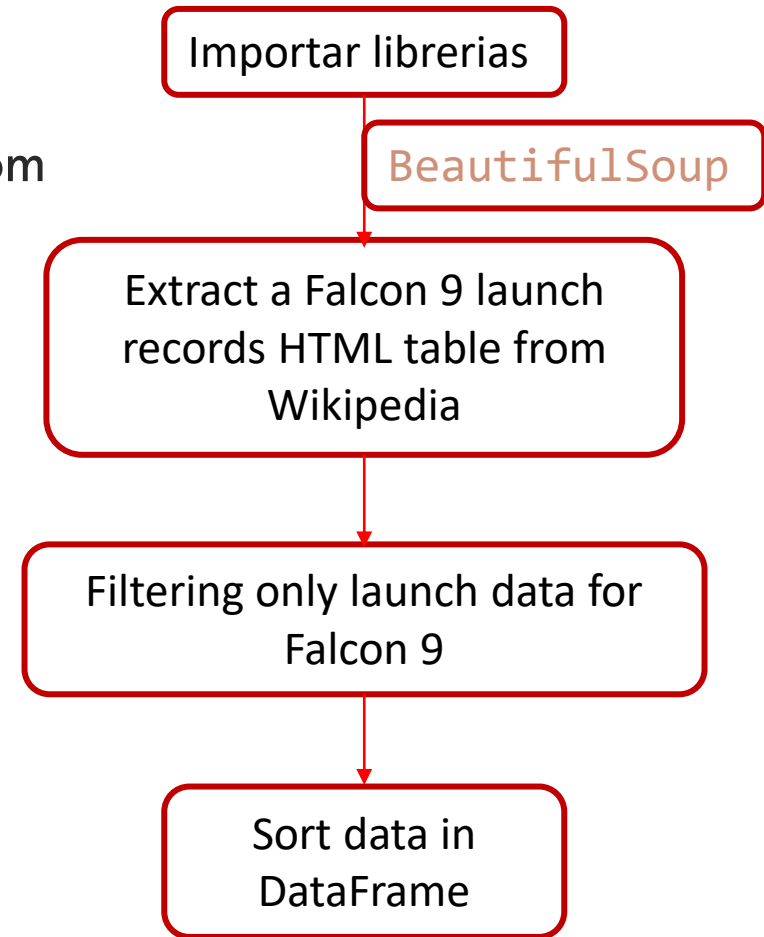 Importar librerias
om
BeautifulSoup
Extract a Falcon 9 launch
records HTML table from
Wikipedia
Filtering only launch data for
Falcon 9
Sort data in
DataFrame